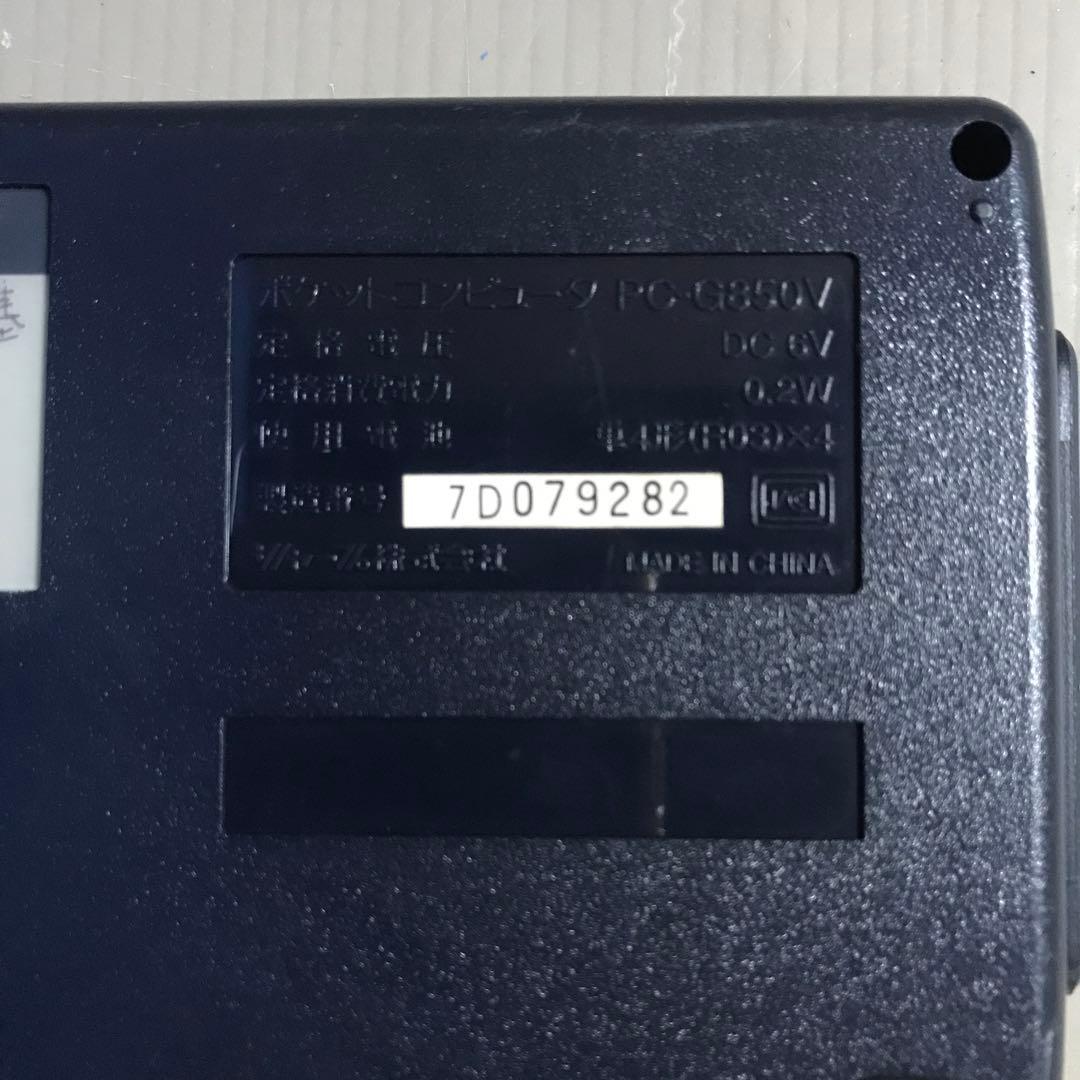 ポケットコンピュータ PC-G850V
定格電圧 DC 6V
定格消費電力 0.2W
使用電池 単4形(R03)×4
製造番号 7D079282
シャープ株式会社 MADE IN CHINA